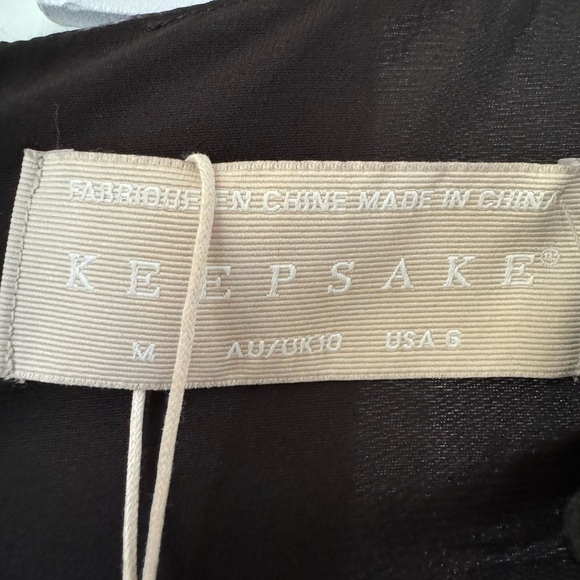 FABRIQUE EN CHINE MADE IN CHINA
KEEPSAKE®
M AU/UK10 USA 6